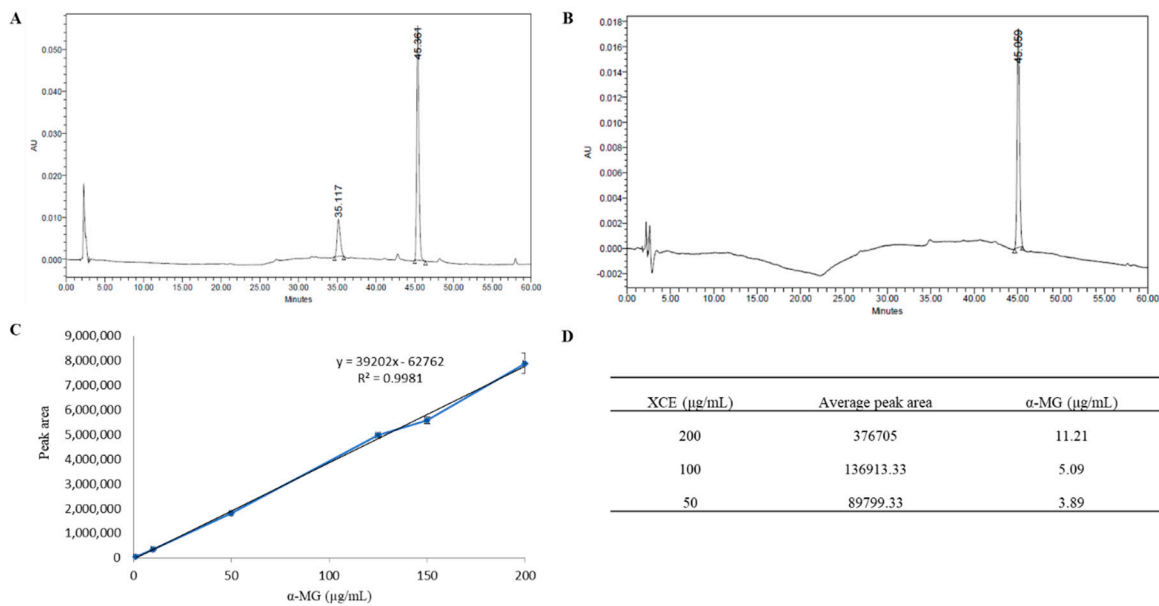 A
45.361
0.050
0.040
0.030
AU
0.020
35.117
0.010
0.000
0.00 5.00 10.00 15.00 20.00 25.00 30.00 35.00 40.00 45.00 50.00 55.00 60.00
Minutes
B
0.018
45.059
0.016
0.014
0.012
0.010
AU
0.008
0.006
0.004
0.002
0.000
-0.002
0.00 5.00 10.00 15.00 20.00 25.00 30.00 35.00 40.00 45.00 50.00 55.00 60.00
Minutes
C
9,000,000
8,000,000
7,000,000
6,000,000
5,000,000
4,000,000
3,000,000
2,000,000
1,000,000
0
Peak area
y = 39202x - 62762
R² = 0.9981
0 50 100 150 200
α-MG (μg/mL)
D
XCE (μg/mL) Average peak area α-MG (μg/mL)
200 376705 11.21
100 136913.33 5.09
50 89799.33 3.89